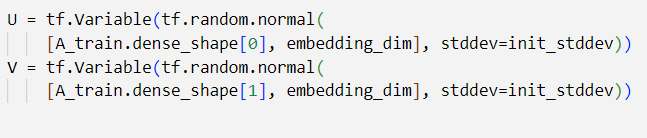 U = tf.Variable(tf.random.normal(
    [A_train.dense_shape[0], embedding_dim], stddev=init_stddev))
V = tf.Variable(tf.random.normal(
    [A_train.dense_shape[1], embedding_dim], stddev=init_stddev))